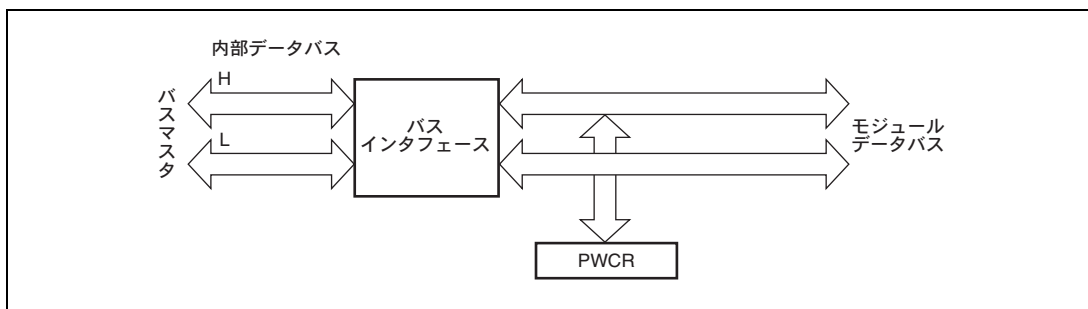 内部データバス
H
L
バスマスタ
バス
インタフェース
モジュール
データバス
PWCR